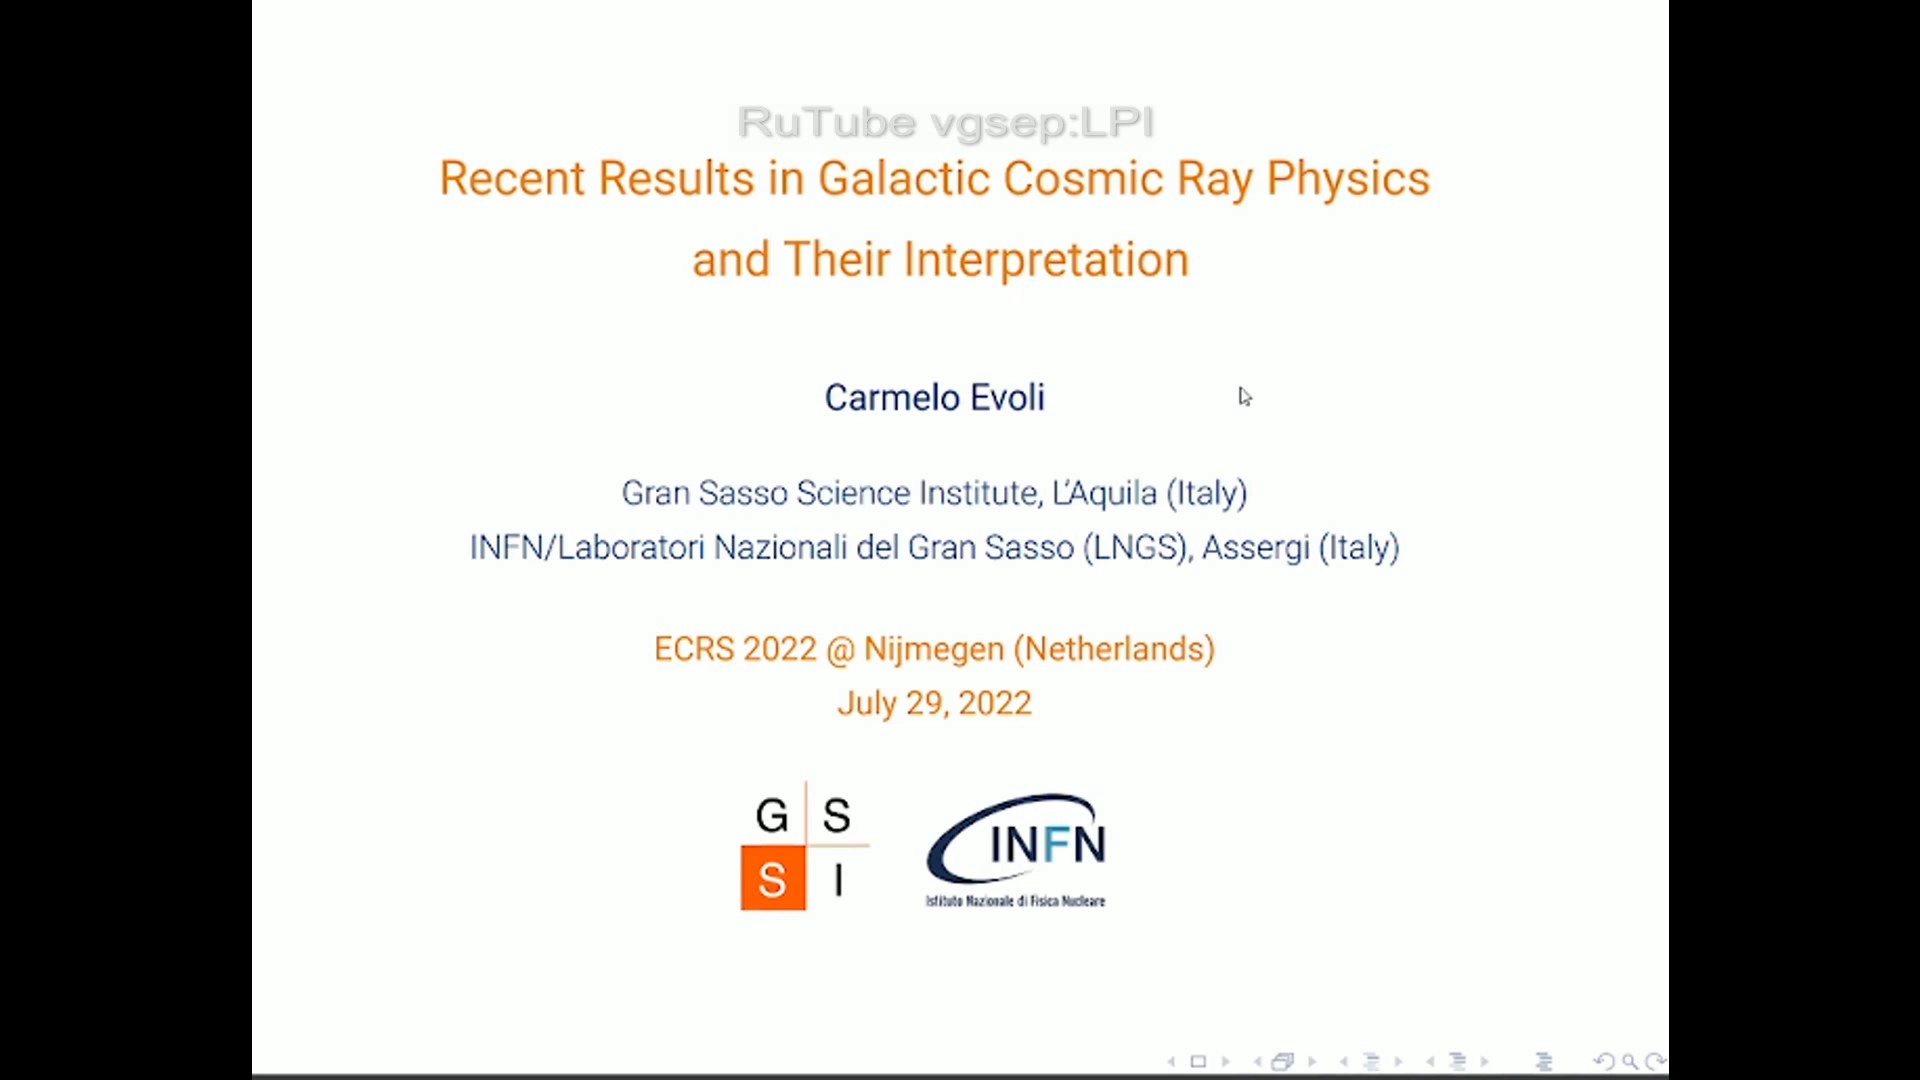 RuTube vgsep:LPI
Recent Results in Galactic Cosmic Ray Physics
and Their Interpretation
Carmelo Evoli
Gran Sasso Science Institute, L’Aquila (Italy)
INFN/Laboratori Nazionali del Gran Sasso (LNGS), Assergi (Italy)
ECRS 2022 @ Nijmegen (Netherlands)
July 29, 2022
G S
S I
INFN
Istituto Nazionale di Fisica Nucleare